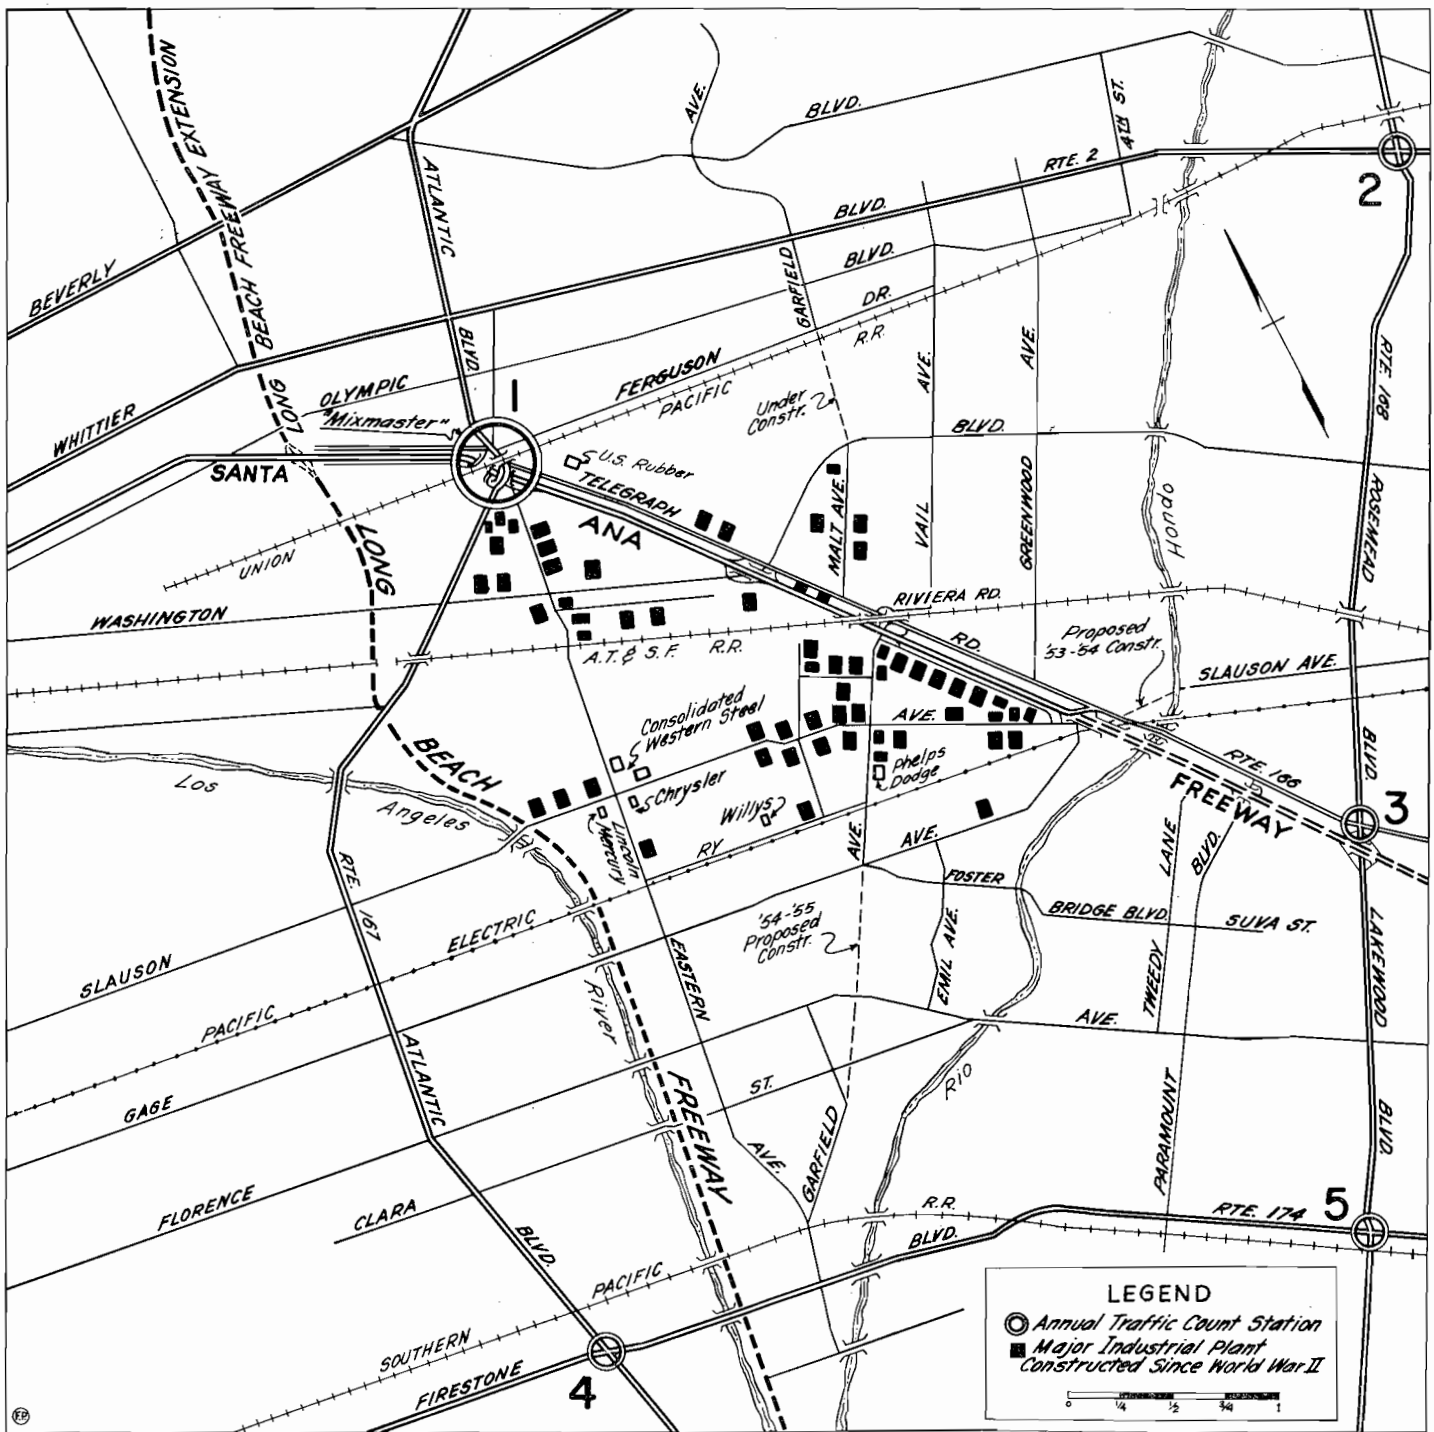 BEACH FREEWAY EXTENSION
LONG
BEVERLY
BLVD.
ATLANTIC
BLVD.
AVE.
BLVD.
4TH ST.
RTE. 2
2
WHITTIER
BLVD.
OLYMPIC
BLVD.
GARFIELD
FERGUSON
DR.
UNION
PACIFIC
R.R.
"Mixmaster"
1
Under
Constr.
U.S. Rubber
SANTA
ANA
FREEWAY
TELEGRAPH
RD.
MALT AVE.
VAIL
AVE.
GREENWOOD
AVE.
BLVD.
Rio
Hondo
RTE. 168
ROSEMEAD
BLVD.
LONG
BEACH
FREEWAY
WASHINGTON
A.T. & S.F. R.R.
RIVIERA RD.
Proposed
'53-'54 Constr.
SLAUSON AVE.
Consolidated
Western Steel
AVE.
Phelps
Dodge
Chrysler
Willys
Lincoln
Mercury
RTE. 166
3
Los
Angeles
River
RTE. 167
SLAUSON
PACIFIC
ELECTRIC
RY
AVE.
AVE.
FOSTER
BRIDGE BLVD.
SUVA ST.
EMIL AVE.
TWEEDY
LANE
PARAMOUNT
BLVD.
LAKEWOOD
BLVD.
'54-'55
Proposed
Constr.
EASTERN
AVE.
GAGE
FLORENCE
AVE.
CLARA
ST.
GARFIELD
ATLANTIC
BLVD.
SOUTHERN
PACIFIC
R.R.
FIRESTONE
BLVD.
RTE. 174
4
5
LEGEND
Annual Traffic Count Station
Major Industrial Plant
Constructed Since World War II
0 1/4 1/2 3/4 1